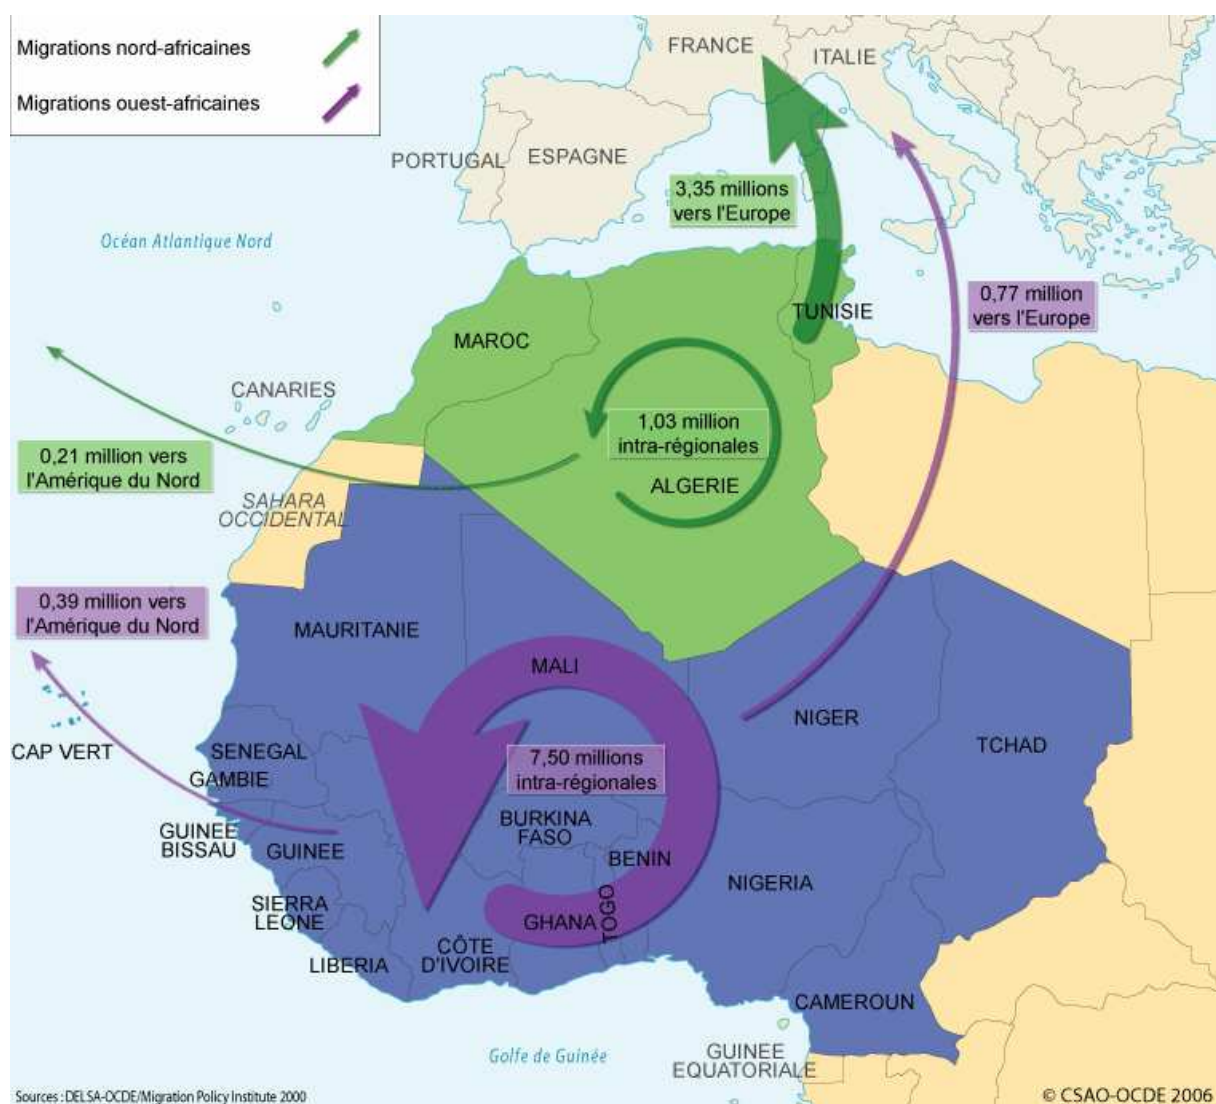 Migrations nord-africaines
Migrations ouest-africaines
FRANCE
ITALIE
PORTUGAL
ESPAGNE
3,35 millions
vers l'Europe
Océan Atlantique Nord
0,77 million
vers l'Europe
TUNISIE
MAROC
CANARIES
1,03 million
intra-régionales
0,21 million vers
l'Amérique du Nord
ALGERIE
SAHARA
OCCIDENTAL
0,39 million vers
l'Amérique du Nord
MAURITANIE
MALI
NIGER
TCHAD
CAP VERT
SENEGAL
GAMBIE
7,50 millions
intra-régionales
BURKINA
FASO
GUINEE
BISSAU
GUINEE
BENIN
NIGERIA
SIERRA
LEONE
GHANA
TOGO
LIBERIA
CÔTE
D'IVOIRE
CAMEROUN
Golfe de Guinée
GUINEE
EQUATORIALE
Sources : DELSA-OCDE/Migration Policy Institute 2000
© CSAO-OCDE 2006